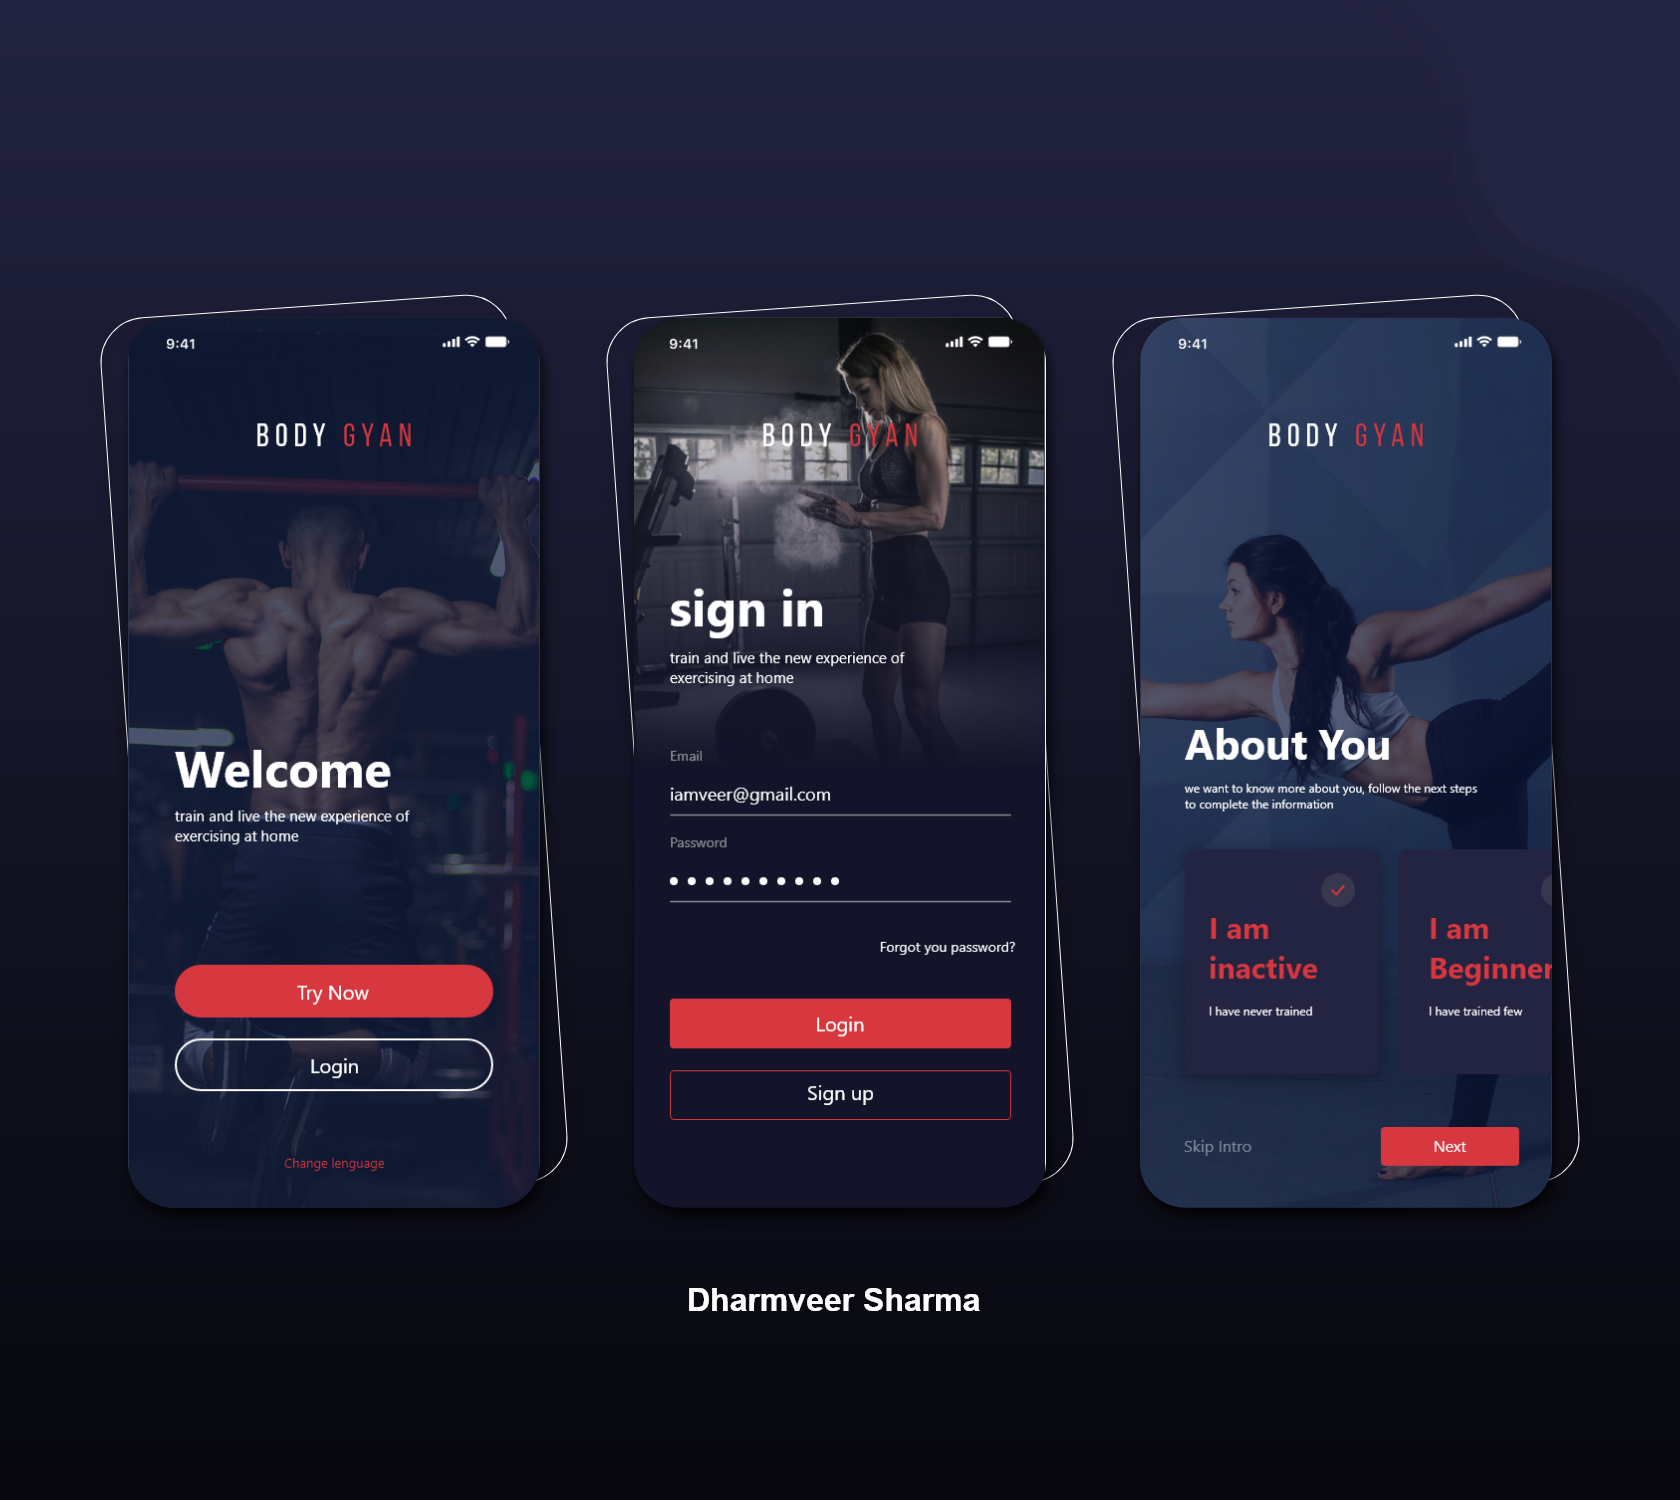 9:41
BODY GYAN
Welcome
train and live the new experience of
exercising at home
Try Now
Login
Change lenguage
9:41
BODY GYAN
sign in
train and live the new experience of
exercising at home
Email
iamveer@gmail.com
Password
Forgot you password?
Login
Sign up
9:41
BODY GYAN
About You
we want to know more about you, follow the next steps
to complete the information
I am
inactive
I have never trained
I am
Beginner
I have trained few
Skip Intro
Next
Dharmveer Sharma